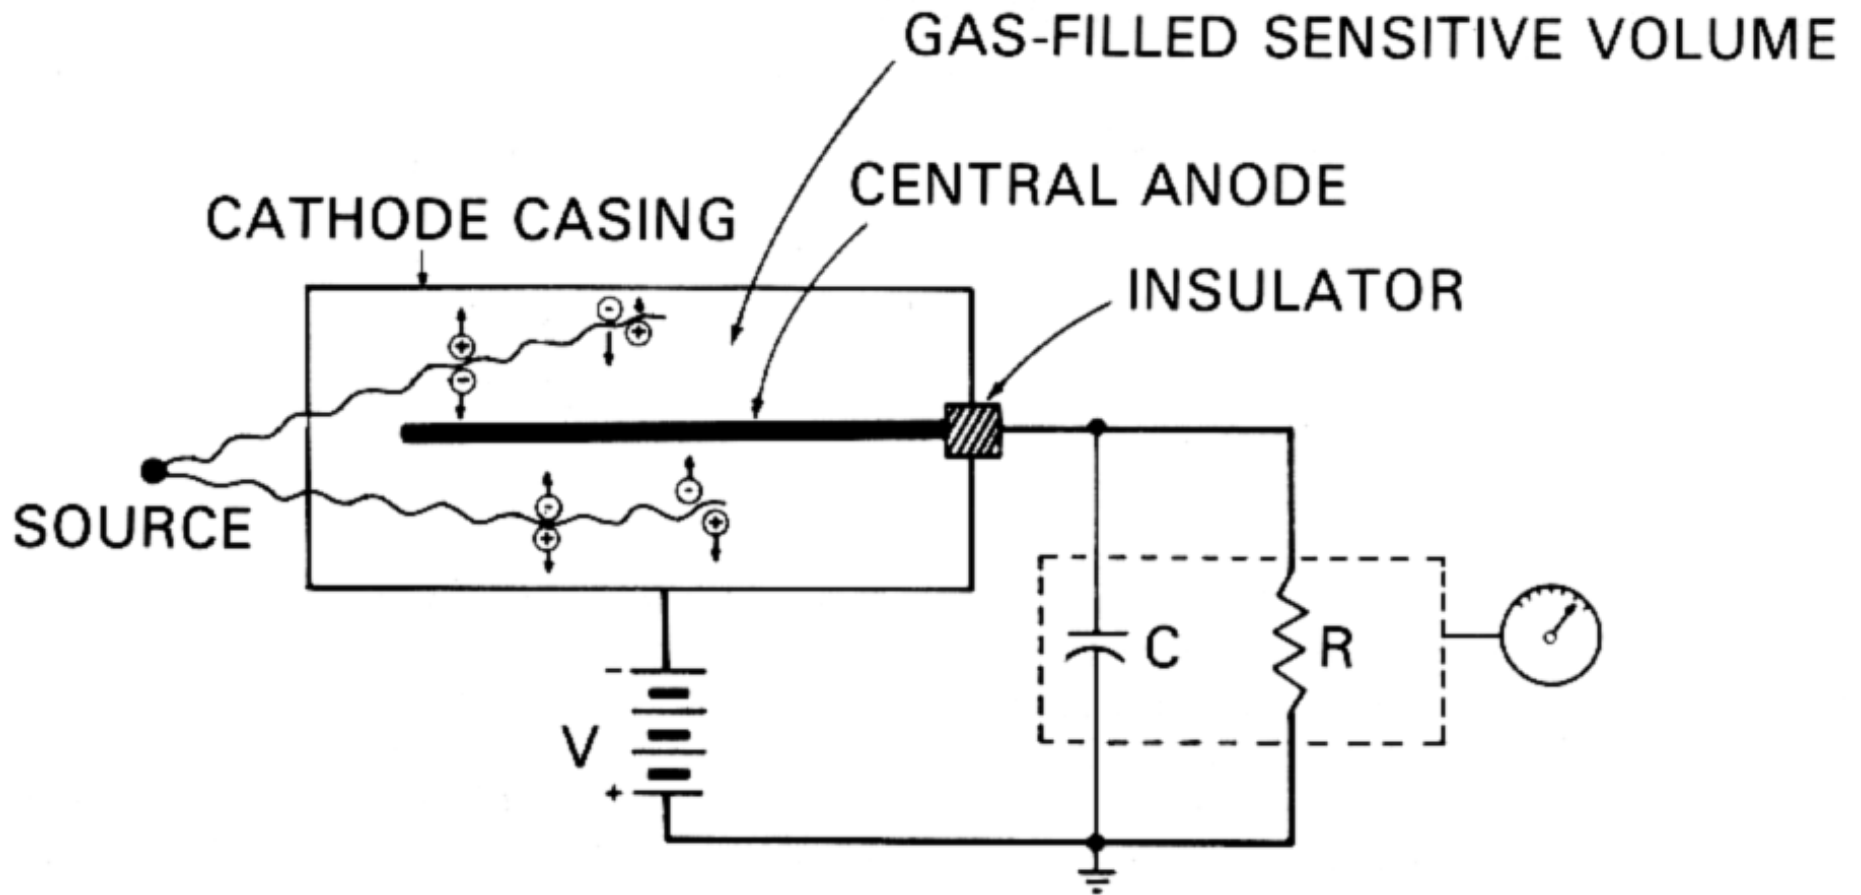 GAS-FILLED SENSITIVE VOLUME
CENTRAL ANODE
CATHODE CASING
INSULATOR
- +
+ -
-
- +
+
SOURCE
C
R
-
V
+